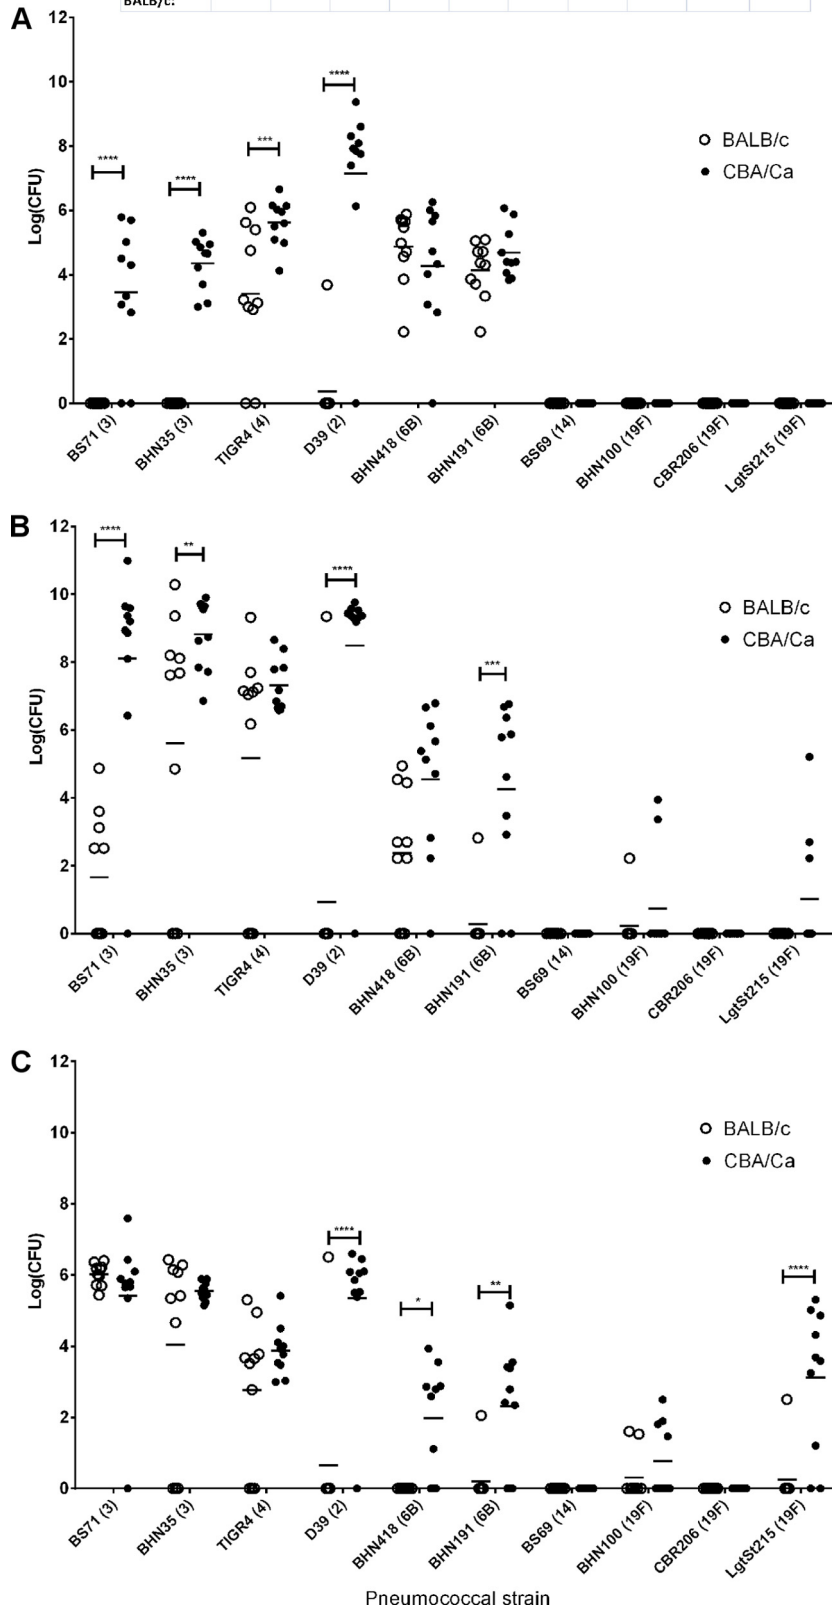 BALB/c:
A
12
10
8
6
4
2
0
Log(CFU)
****
****
***
****
BALB/c
CBA/Ca
BS71 (3)
BHN35 (3)
TIGR4 (4)
D39 (2)
BHN418 (6B)
BHN191 (6B)
BS69 (14)
BHN100 (19F)
CBR206 (19F)
LgtSt215 (19F)
B
12
10
8
6
4
2
0
Log(CFU)
****
**
****
***
BALB/c
CBA/Ca
BS71 (3)
BHN35 (3)
TIGR4 (4)
D39 (2)
BHN418 (6B)
BHN191 (6B)
BS69 (14)
BHN100 (19F)
CBR206 (19F)
LgtSt215 (19F)
C
12
10
8
6
4
2
0
Log(CFU)
****
*
**
****
BALB/c
CBA/Ca
BS71 (3)
BHN35 (3)
TIGR4 (4)
D39 (2)
BHN418 (6B)
BHN191 (6B)
BS69 (14)
BHN100 (19F)
CBR206 (19F)
LgtSt215 (19F)
Pneumococcal strain